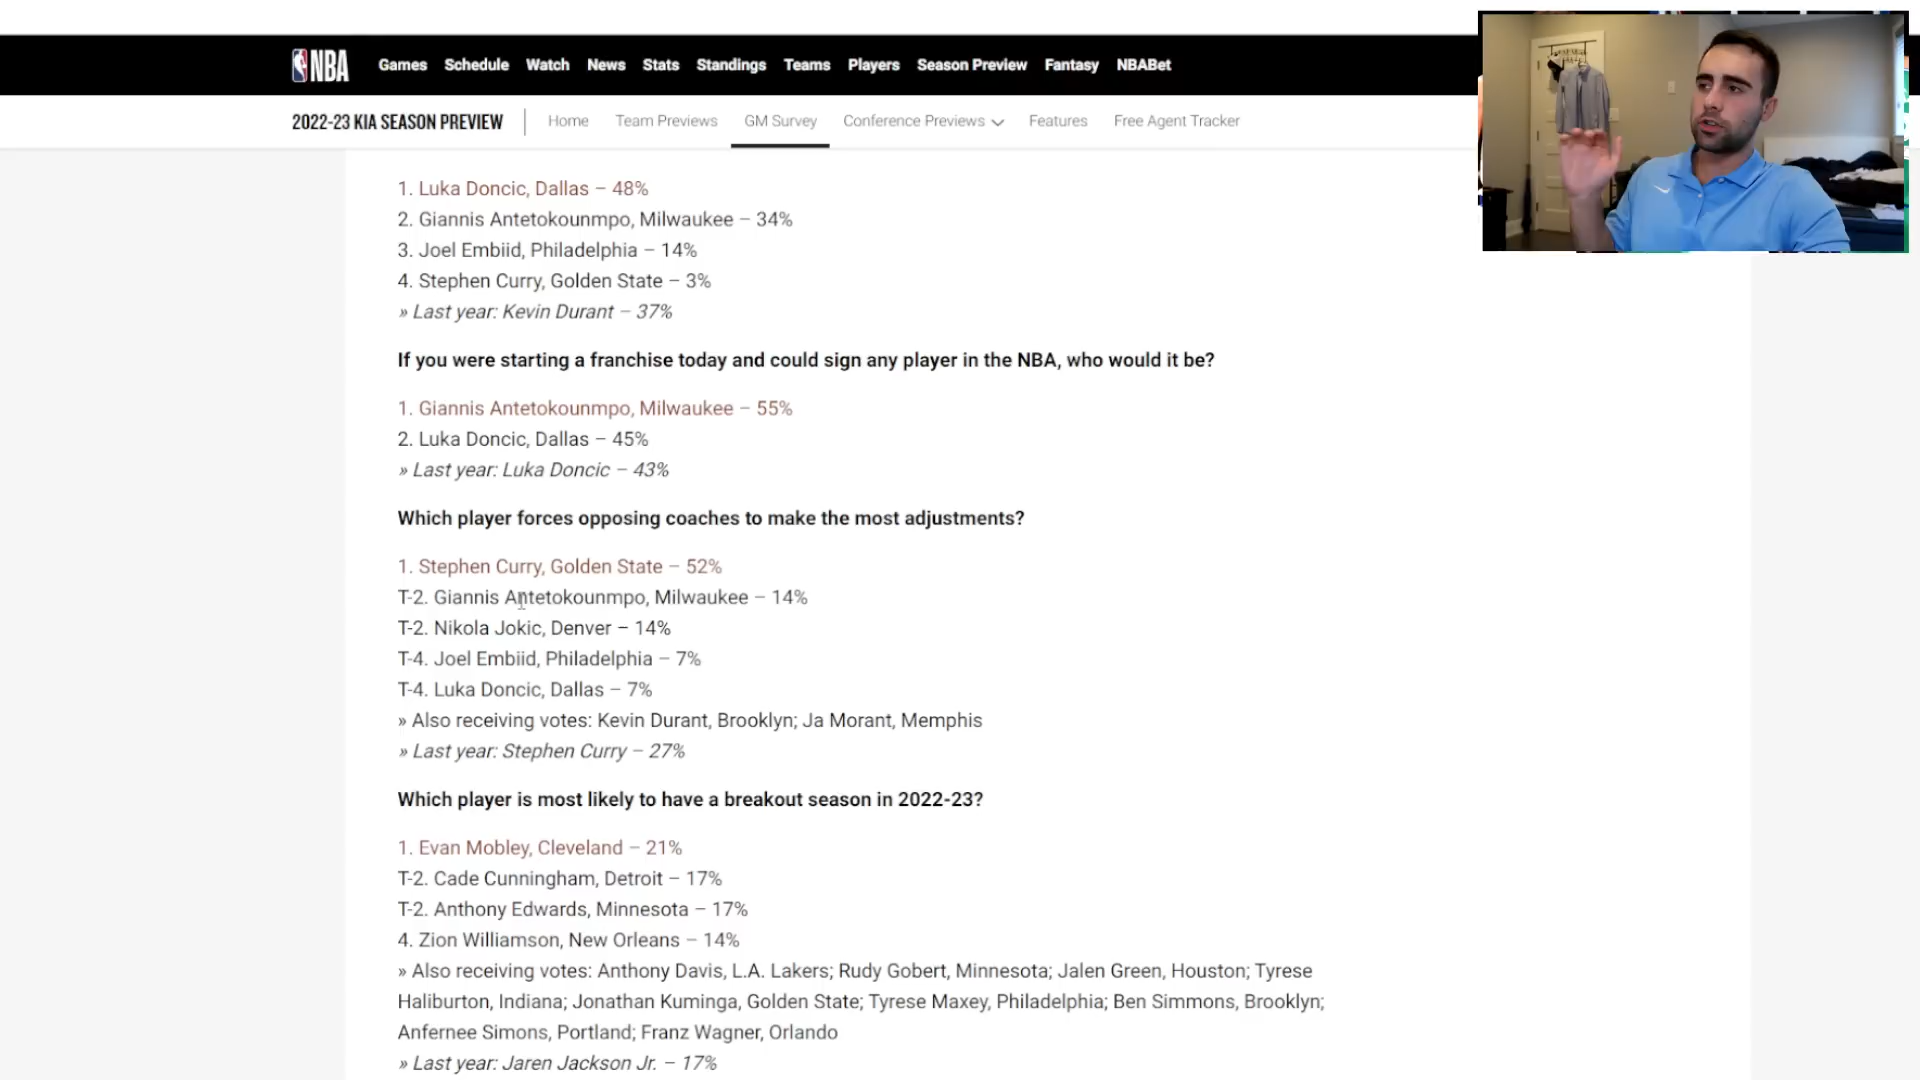 NBA Games Schedule Watch News Stats Standings Teams Players Season Preview Fantasy NBABet
2022-23 KIA SEASON PREVIEW Home Team Previews GM Survey Conference Previews Features Free Agent Tracker
1. Luka Doncic, Dallas – 48%
2. Giannis Antetokounmpo, Milwaukee – 34%
3. Joel Embiid, Philadelphia – 14%
4. Stephen Curry, Golden State – 3%
» Last year: Kevin Durant – 37%
If you were starting a franchise today and could sign any player in the NBA, who would it be?
1. Giannis Antetokounmpo, Milwaukee – 55%
2. Luka Doncic, Dallas – 45%
» Last year: Luka Doncic – 43%
Which player forces opposing coaches to make the most adjustments?
1. Stephen Curry, Golden State – 52%
T-2. Giannis Antetokounmpo, Milwaukee – 14%
T-2. Nikola Jokic, Denver – 14%
T-4. Joel Embiid, Philadelphia – 7%
T-4. Luka Doncic, Dallas – 7%
» Also receiving votes: Kevin Durant, Brooklyn; Ja Morant, Memphis
» Last year: Stephen Curry – 27%
Which player is most likely to have a breakout season in 2022-23?
1. Evan Mobley, Cleveland – 21%
T-2. Cade Cunningham, Detroit – 17%
T-2. Anthony Edwards, Minnesota – 17%
4. Zion Williamson, New Orleans – 14%
» Also receiving votes: Anthony Davis, L.A. Lakers; Rudy Gobert, Minnesota; Jalen Green, Houston; Tyrese
Haliburton, Indiana; Jonathan Kuminga, Golden State; Tyrese Maxey, Philadelphia; Ben Simmons, Brooklyn;
Anfernee Simons, Portland; Franz Wagner, Orlando
» Last year: Jaren Jackson Jr. – 17%